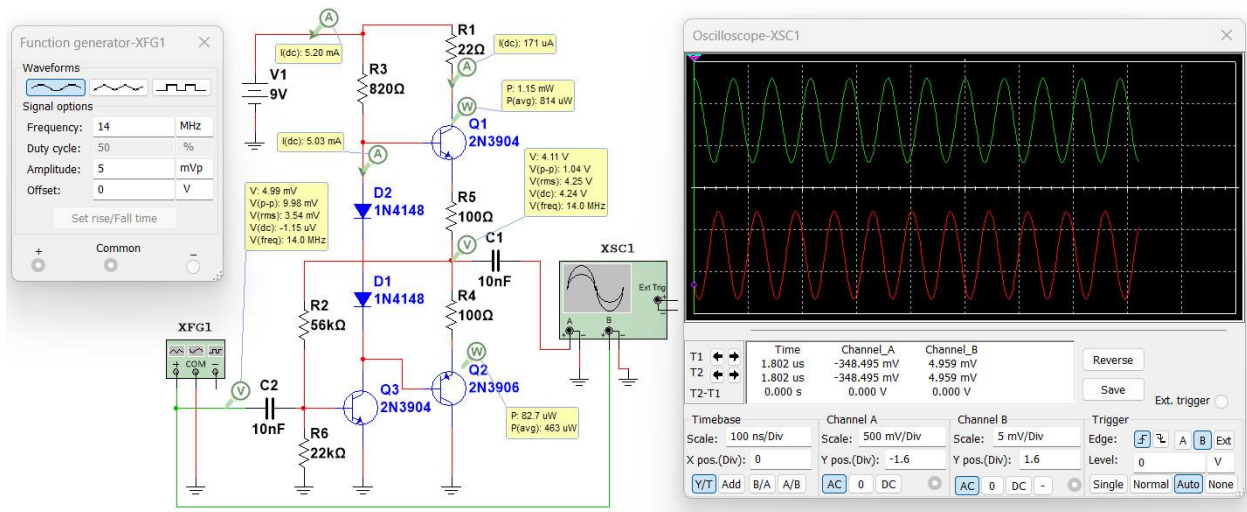 Function generator-XFG1
Waveforms
Signal options
Frequency: 14 MHz
Duty cycle: 50 %
Amplitude: 5 mVp
Offset: 0 V
Set rise/Fall time
+ Common −
A
I(dc): 5.20 mA
V1
9V
R3
820Ω
R1
22Ω
I(dc): 171 uA
A
P: 1.15 mW
P(avg): 814 uW
W
Q1
2N3904
I(dc): 5.03 mA
A
V: 4.11 V
V(p-p): 1.04 V
V(rms): 4.25 V
V(dc): 4.24 V
V(freq): 14.0 MHz
V: 4.99 mV
V(p-p): 9.98 mV
V(rms): 3.54 mV
V(dc): -1.15 uV
V(freq): 14.0 MHz
D2
1N4148
R5
100Ω
V
C1
10nF
XSC1
Ext Trig
+
−
A B
+ − + −
D1
1N4148
R2
56kΩ
R4
100Ω
XFG1
+ COM −
V
C2
10nF
Q3
2N3904
W
Q2
2N3906
P: 82.7 uW
P(avg): 463 uW
R6
22kΩ
Oscilloscope-XSC1
Time Channel_A Channel_B
T1 1.802 us -348.495 mV 4.959 mV
T2 1.802 us -348.495 mV 4.959 mV
T2-T1 0.000 s 0.000 V 0.000 V
Reverse
Save
Ext. trigger
Timebase
Scale: 100 ns/Div
X pos.(Div): 0
Y/T Add B/A A/B
Channel A
Scale: 500 mV/Div
Y pos.(Div): -1.6
AC 0 DC
Channel B
Scale: 5 mV/Div
Y pos.(Div): 1.6
AC 0 DC -
Trigger
Edge: A B Ext
Level: 0 V
Single Normal Auto None